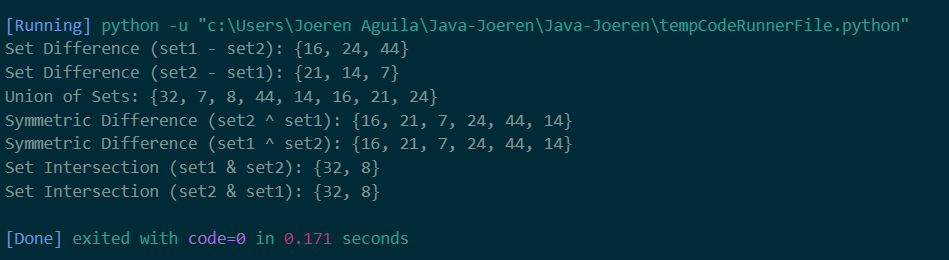 [Running] python -u "c:\Users\Joeren Aguila\Java-Joeren\Java-Joeren\tempCodeRunnerFile.python"
Set Difference (set1 - set2): {16, 24, 44}
Set Difference (set2 - set1): {21, 14, 7}
Union of Sets: {32, 7, 8, 44, 14, 16, 21, 24}
Symmetric Difference (set2 ^ set1): {16, 21, 7, 24, 44, 14}
Symmetric Difference (set1 ^ set2): {16, 21, 7, 24, 44, 14}
Set Intersection (set1 & set2): {32, 8}
Set Intersection (set2 & set1): {32, 8}
[Done] exited with code=0 in 0.171 seconds